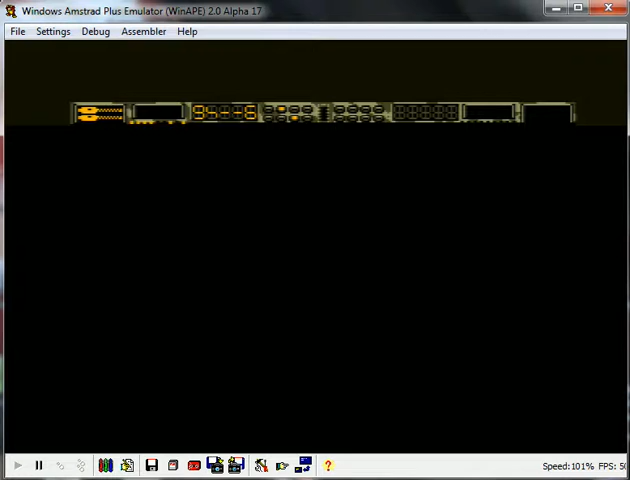 Windows Amstrad Plus Emulator (WinAPE) 2.0 Alpha 17
File Settings Debug Assembler Help
Speed:101% FPS: 50